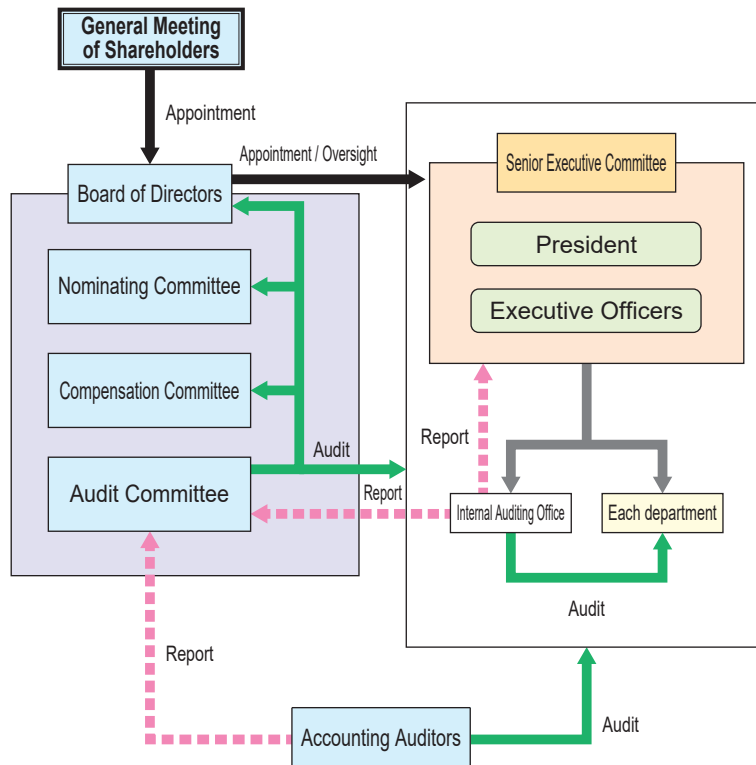 General Meeting
of Shareholders
Appointment
Appointment / Oversight
Board of Directors
Senior Executive Committee
President
Executive Officers
Nominating Committee
Compensation Committee
Audit Committee
Audit
Report
Report
Internal Auditing Office
Each department
Audit
Report
Accounting Auditors
Audit